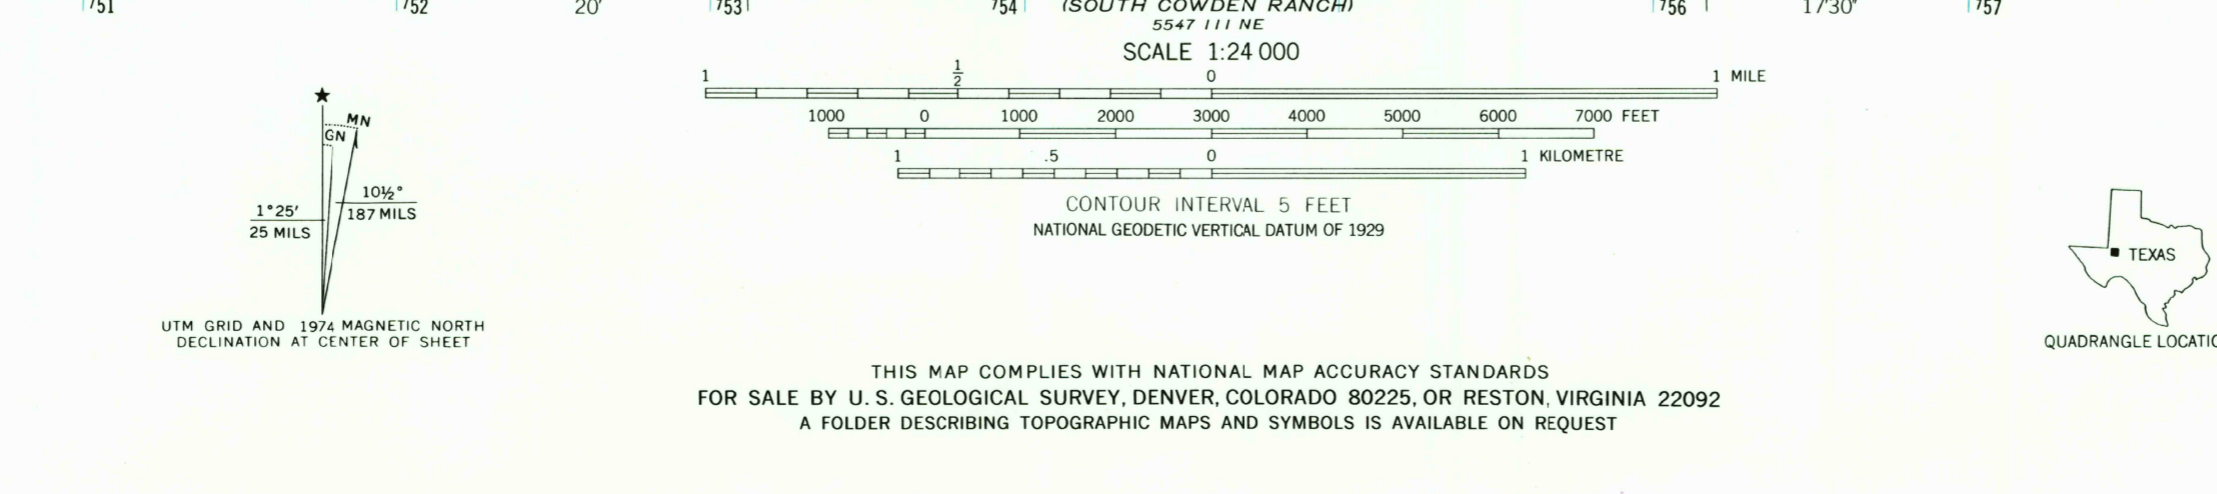 751 752 20' 753 754 (SOUTH COWDEN RANCH) 756 17'30" 757
5547 III NE
SCALE 1:24 000
1 1/2 0 1 MILE
1000 0 1000 2000 3000 4000 5000 6000 7000 FEET
1 .5 0 1 KILOMETRE
CONTOUR INTERVAL 5 FEET
NATIONAL GEODETIC VERTICAL DATUM OF 1929
★
MN
GN
10½°
187 MILS
1°25'
25 MILS
UTM GRID AND 1974 MAGNETIC NORTH
DECLINATION AT CENTER OF SHEET
TEXAS
QUADRANGLE LOCATIO
THIS MAP COMPLIES WITH NATIONAL MAP ACCURACY STANDARDS
FOR SALE BY U. S. GEOLOGICAL SURVEY, DENVER, COLORADO 80225, OR RESTON, VIRGINIA 22092
A FOLDER DESCRIBING TOPOGRAPHIC MAPS AND SYMBOLS IS AVAILABLE ON REQUEST